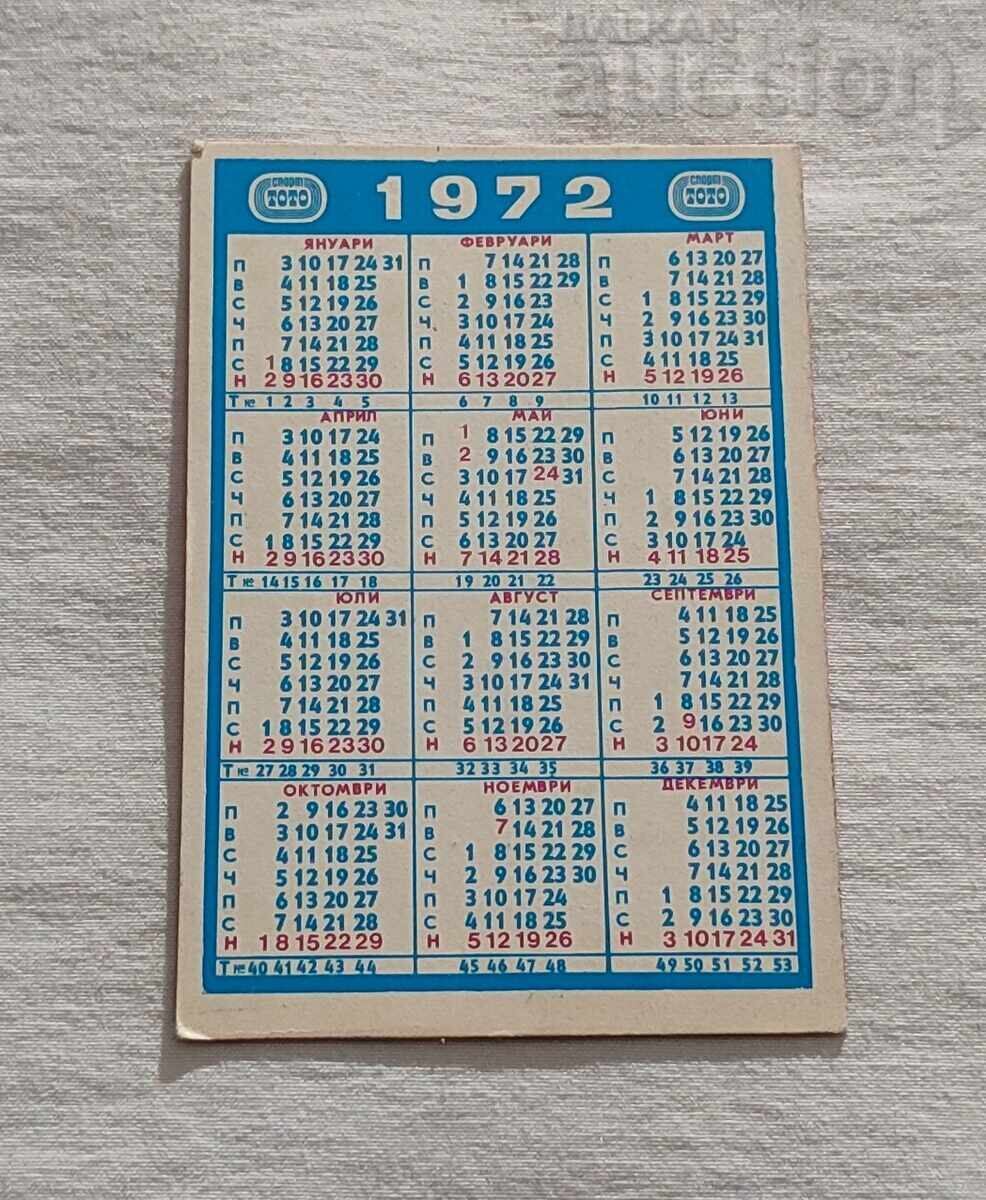 спорт ТОТО 1972 спорт ТОТО
ЯНУАРИ
П 3 10 17 24 31
В 4 11 18 25
С 5 12 19 26
Ч 6 13 20 27
П 7 14 21 28
С 1 8 15 22 29
Н 2 9 16 23 30
Т № 1 2 3 4 5
ФЕВРУАРИ
П 7 14 21 28
В 1 8 15 22 29
С 2 9 16 23
Ч 3 10 17 24
П 4 11 18 25
С 5 12 19 26
Н 6 13 20 27
6 7 8 9
МАРТ
П 6 13 20 27
В 7 14 21 28
С 1 8 15 22 29
Ч 2 9 16 23 30
П 3 10 17 24 31
С 4 11 18 25
Н 5 12 19 26
10 11 12 13
АПРИЛ
П 3 10 17 24
В 4 11 18 25
С 5 12 19 26
Ч 6 13 20 27
П 7 14 21 28
С 1 8 15 22 29
Н 2 9 16 23 30
Т № 14 15 16 17 18
МАЙ
П 1 8 15 22 29
В 2 9 16 23 30
С 3 10 17 24 31
Ч 4 11 18 25
П 5 12 19 26
С 6 13 20 27
Н 7 14 21 28
19 20 21 22
ЮНИ
П 5 12 19 26
В 6 13 20 27
С 7 14 21 28
Ч 1 8 15 22 29
П 2 9 16 23 30
С 3 10 17 24
Н 4 11 18 25
23 24 25 26
ЮЛИ
П 3 10 17 24 31
В 4 11 18 25
С 5 12 19 26
Ч 6 13 20 27
П 7 14 21 28
С 1 8 15 22 29
Н 2 9 16 23 30
Т № 27 28 29 30 31
АВГУСТ
П 7 14 21 28
В 1 8 15 22 29
С 2 9 16 23 30
Ч 3 10 17 24 31
П 4 11 18 25
С 5 12 19 26
Н 6 13 20 27
32 33 34 35
СЕПТЕМВРИ
П 4 11 18 25
В 5 12 19 26
С 6 13 20 27
Ч 7 14 21 28
П 1 8 15 22 29
С 2 9 16 23 30
Н 3 10 17 24
36 37 38 39
ОКТОМВРИ
П 2 9 16 23 30
В 3 10 17 24 31
С 4 11 18 25
Ч 5 12 19 26
П 6 13 20 27
С 7 14 21 28
Н 1 8 15 22 29
Т № 40 41 42 43 44
НОЕМВРИ
П 6 13 20 27
В 7 14 21 28
С 1 8 15 22 29
Ч 2 9 16 23 30
П 3 10 17 24
С 4 11 18 25
Н 5 12 19 26
45 46 47 48
ДЕКЕМВРИ
П 4 11 18 25
В 5 12 19 26
С 6 13 20 27
Ч 7 14 21 28
П 1 8 15 22 29
С 2 9 16 23 30
Н 3 10 17 24 31
49 50 51 52 53